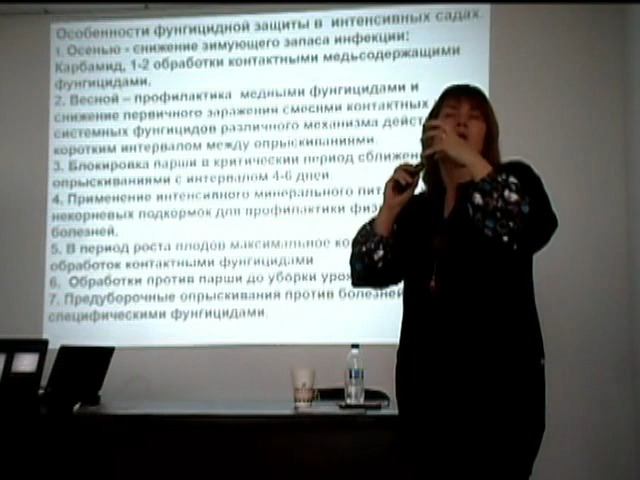 Особенности фунгицидной защиты в интенсивных садах.
1. Осенью - снижение зимующего запаса инфекции:
Карбамид, 1-2 обработки контактными медьсодержащими
фунгицидами.
2. Весной – профилактика медными фунгицидами и
снижение первичного заражения смесями контактных
системных фунгицидов различного механизма
коротким интервалом между опрыскиваниями
3. Блокировка парши в критический период
опрыскиваниями с интервалом 4-6 дней
4. Применение интенсивного минерального
некорневых подкормок для профилактики
болезней.
5. В период роста плодов максимальное
обработок контактными фунгицидами
6. Обработки против парши до уборки
7. Предуборочные опрыскивания против болезней
специфическими фунгицидами.